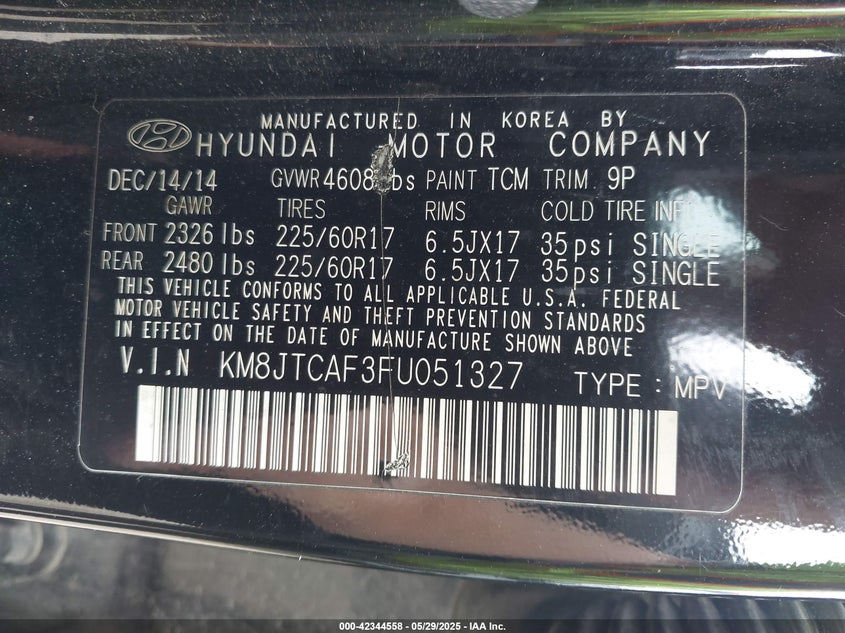 MANUFACTURED IN KOREA BY
HYUNDAI MOTOR COMPANY
DEC/14/14 GVWR 4608 lbs PAINT TCM TRIM 9P
GAWR TIRES RIMS COLD TIRE INF
FRONT 2326 lbs 225/60R17 6.5JX17 35psi SINGLE
REAR 2480 lbs 225/60R17 6.5JX17 35psi SINGLE
THIS VEHICLE CONFORMS TO ALL APPLICABLE U.S.A. FEDERAL
MOTOR VEHICLE SAFETY AND THEFT PREVENTION STANDARDS
IN EFFECT ON THE DATE OF MANUFACTURE SHOWN ABOVE
V.I.N KM8JTCAF3FU051327 TYPE : MPV
000-42344558 - 05/29/2025 - IAA Inc.